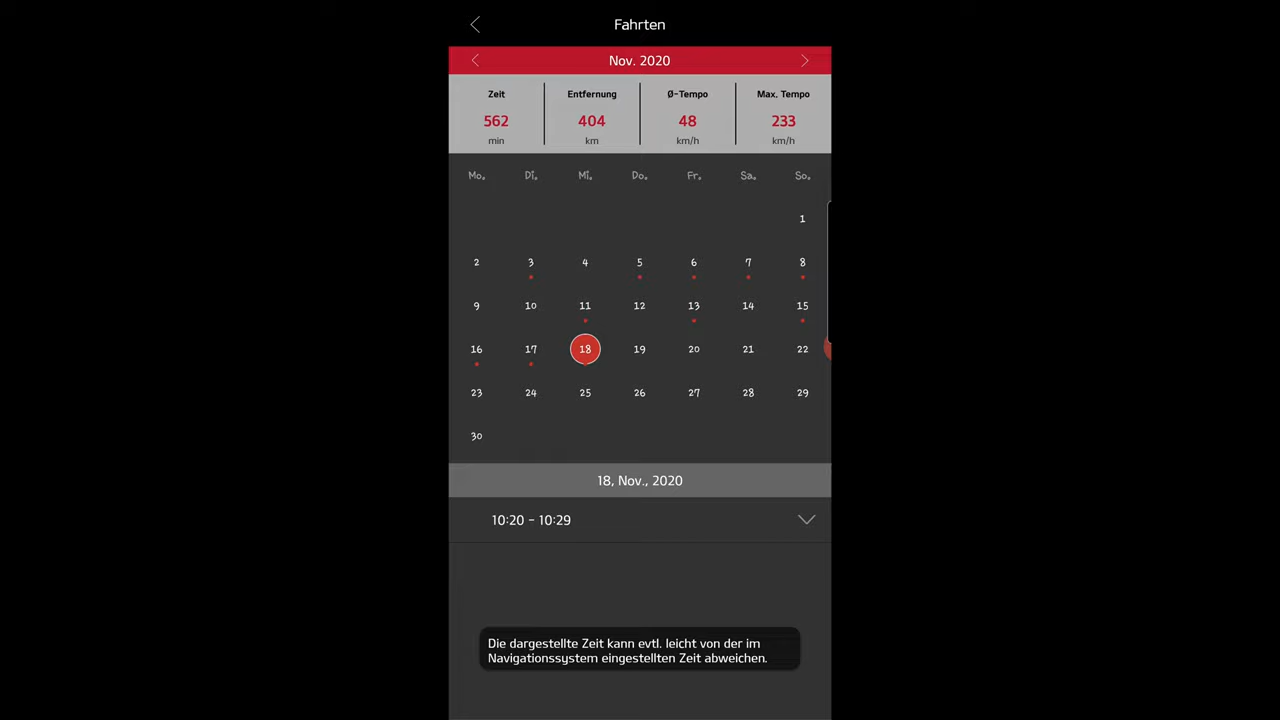 Fahrten
Nov. 2020
Zeit Entfernung Ø-Tempo Max. Tempo
562 404 48 233
min km km/h km/h
Mo. Di. Mi. Do. Fr. Sa. So.
1
2 3 4 5 6 7 8
9 10 11 12 13 14 15
16 17 18 19 20 21 22
23 24 25 26 27 28 29
30
18, Nov., 2020
10:20 - 10:29
Die dargestellte Zeit kann evtl. leicht von der im
Navigationssystem eingestellten Zeit abweichen.